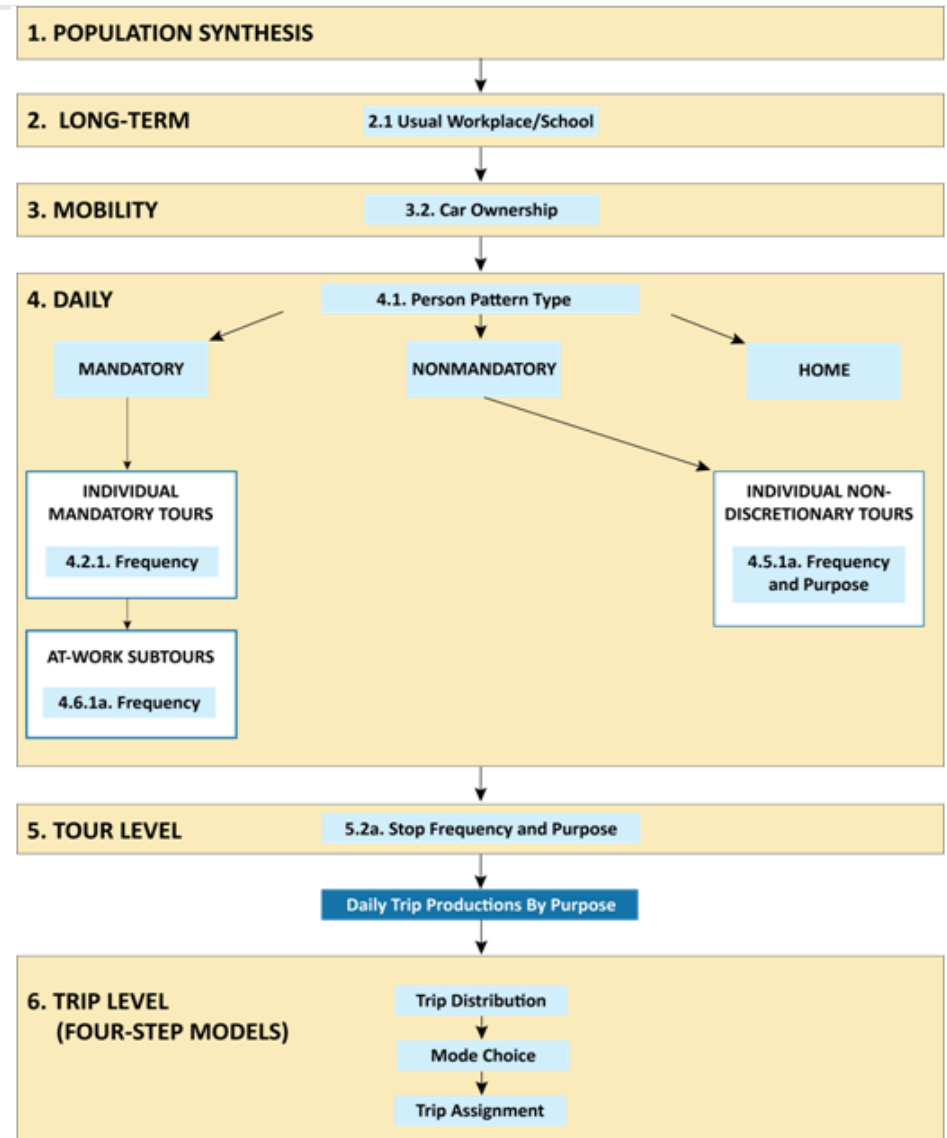 1. POPULATION SYNTHESIS
2. LONG-TERM
2.1 Usual Workplace/School
3. MOBILITY
3.2. Car Ownership
4. DAILY
4.1. Person Pattern Type
MANDATORY
NONMANDATORY
HOME
INDIVIDUAL
MANDATORY TOURS
4.2.1. Frequency
INDIVIDUAL NON-
DISCRETIONARY TOURS
4.5.1a. Frequency
and Purpose
AT-WORK SUBTOURS
4.6.1a. Frequency
5. TOUR LEVEL
5.2a. Stop Frequency and Purpose
Daily Trip Productions By Purpose
6. TRIP LEVEL
(FOUR-STEP MODELS)
Trip Distribution
Mode Choice
Trip Assignment